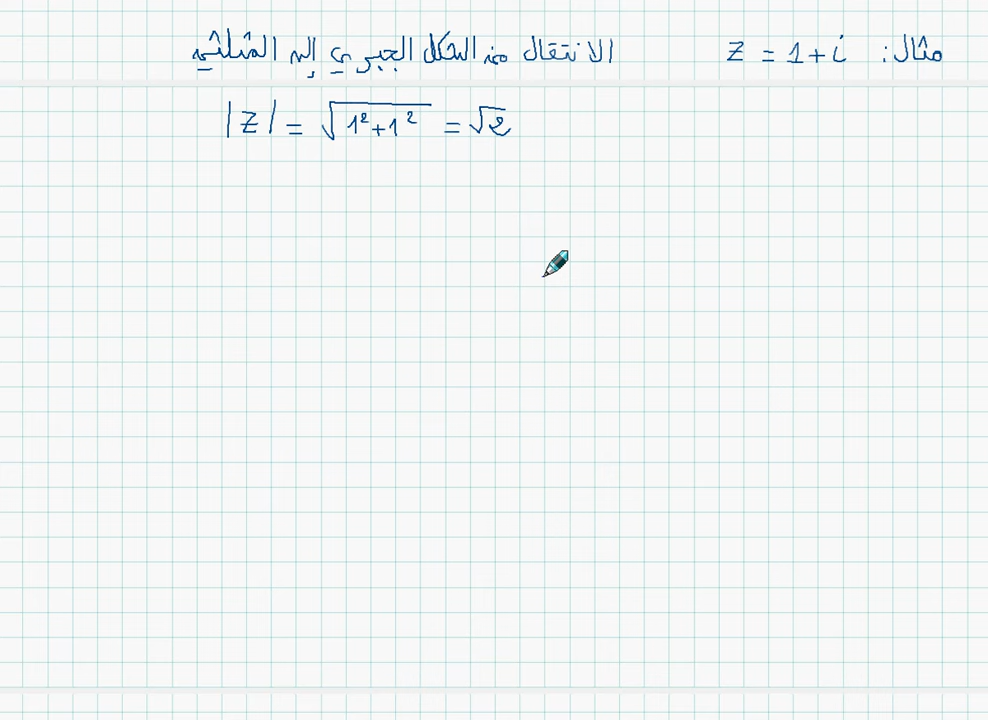 مثال: z = 1 + i الانتقال من الشكل الجبري إلى المثلثي
|z| = √(1² + 1²) = √2